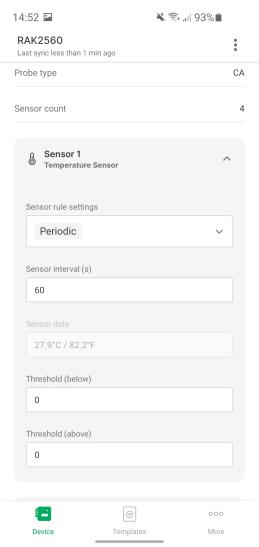 14:52 93%
RAK2560
Last sync less than 1 min ago
Probe type CA
Sensor count 4
Sensor 1
Temperature Sensor
Sensor rule settings
Periodic
Sensor interval (s)
60
Sensor data
27.9°C / 82.2°F
Threshold (below)
0
Threshold (above)
0
Device Templates More